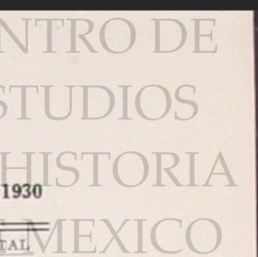 NTRO DE
STUDIOS
HISTORIA
1930
MEXICO
TAL